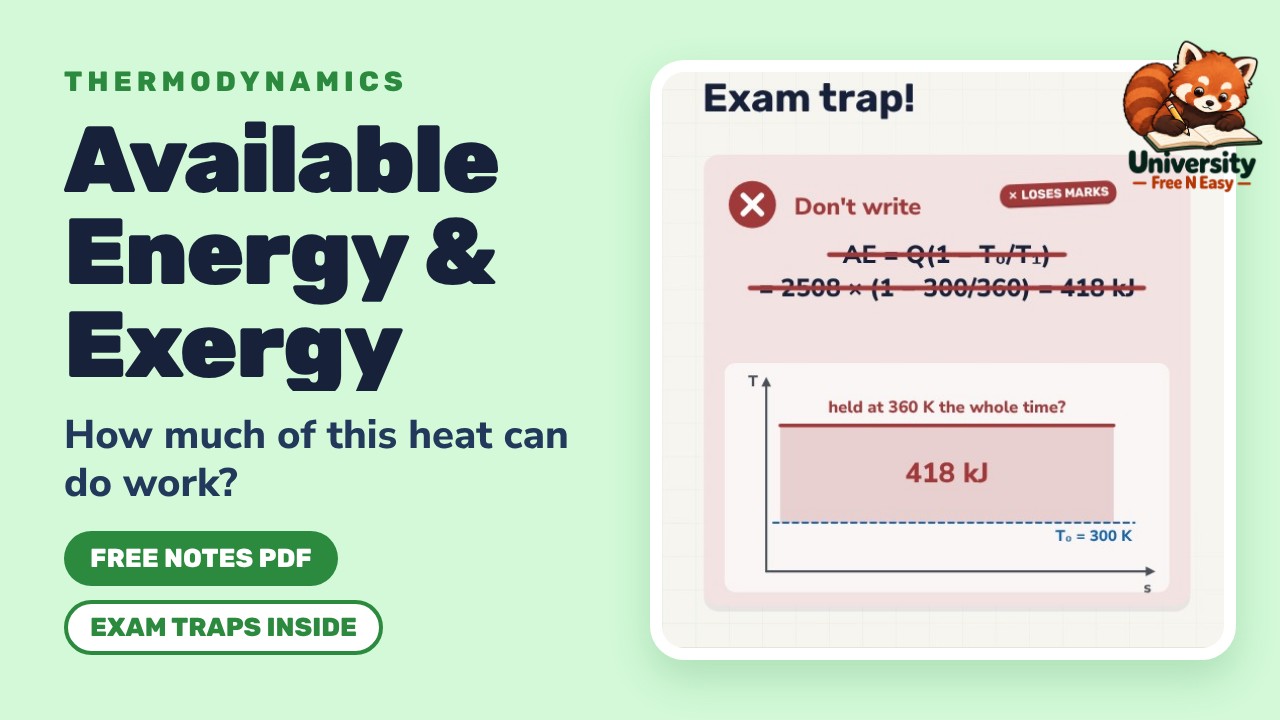 THERMODYNAMICS
Available
Energy &
Exergy
How much of this heat can
do work?
FREE NOTES PDF
EXAM TRAPS INSIDE
Exam trap!
University
Free N Easy
Don't write
× LOSES MARKS
AE = Q(1 − T₀/T₁)
= 2508 × (1 − 300/360) = 418 kJ
T
held at 360 K the whole time?
418 kJ
T₀ = 300 K
s